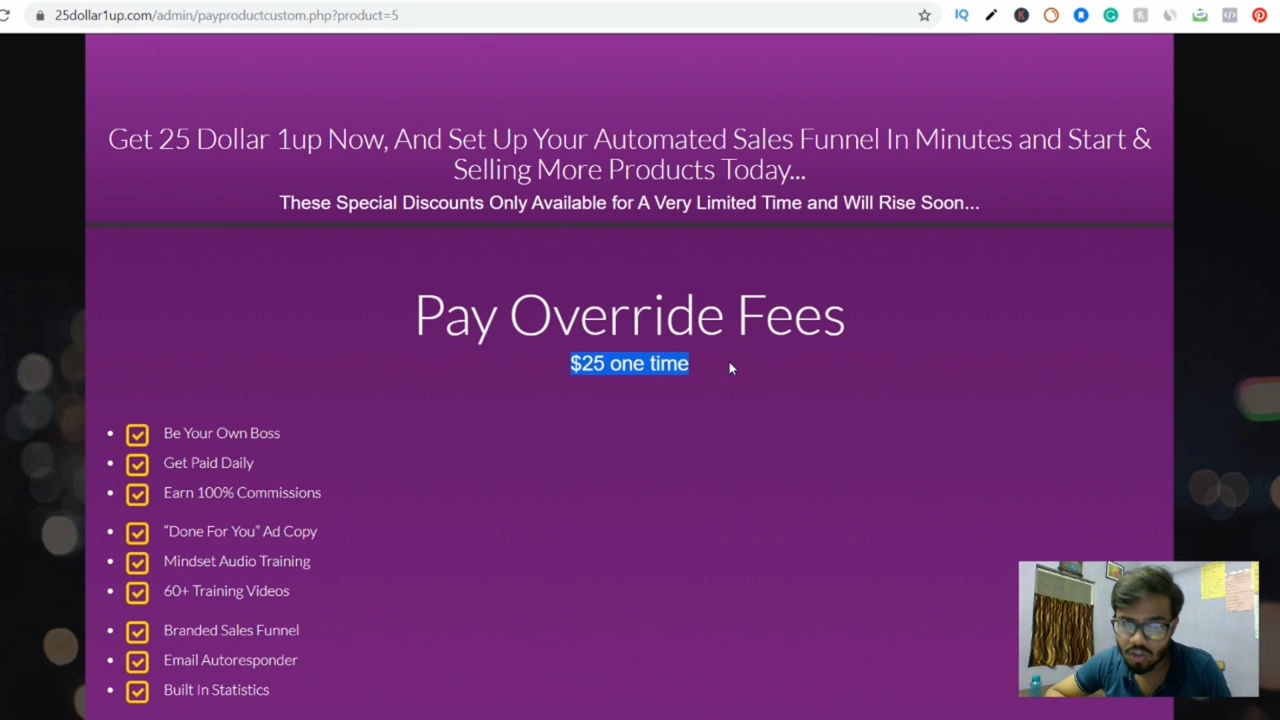 25dollar1up.com/admin/payproductcustom.php?product=5
IQ
Get 25 Dollar 1up Now, And Set Up Your Automated Sales Funnel In Minutes and Start &
Selling More Products Today...
These Special Discounts Only Available for A Very Limited Time and Will Rise Soon...
Pay Override Fees
$25 one time
Be Your Own Boss
Get Paid Daily
Earn 100% Commissions
“Done For You” Ad Copy
Mindset Audio Training
60+ Training Videos
Branded Sales Funnel
Email Autoresponder
Built In Statistics